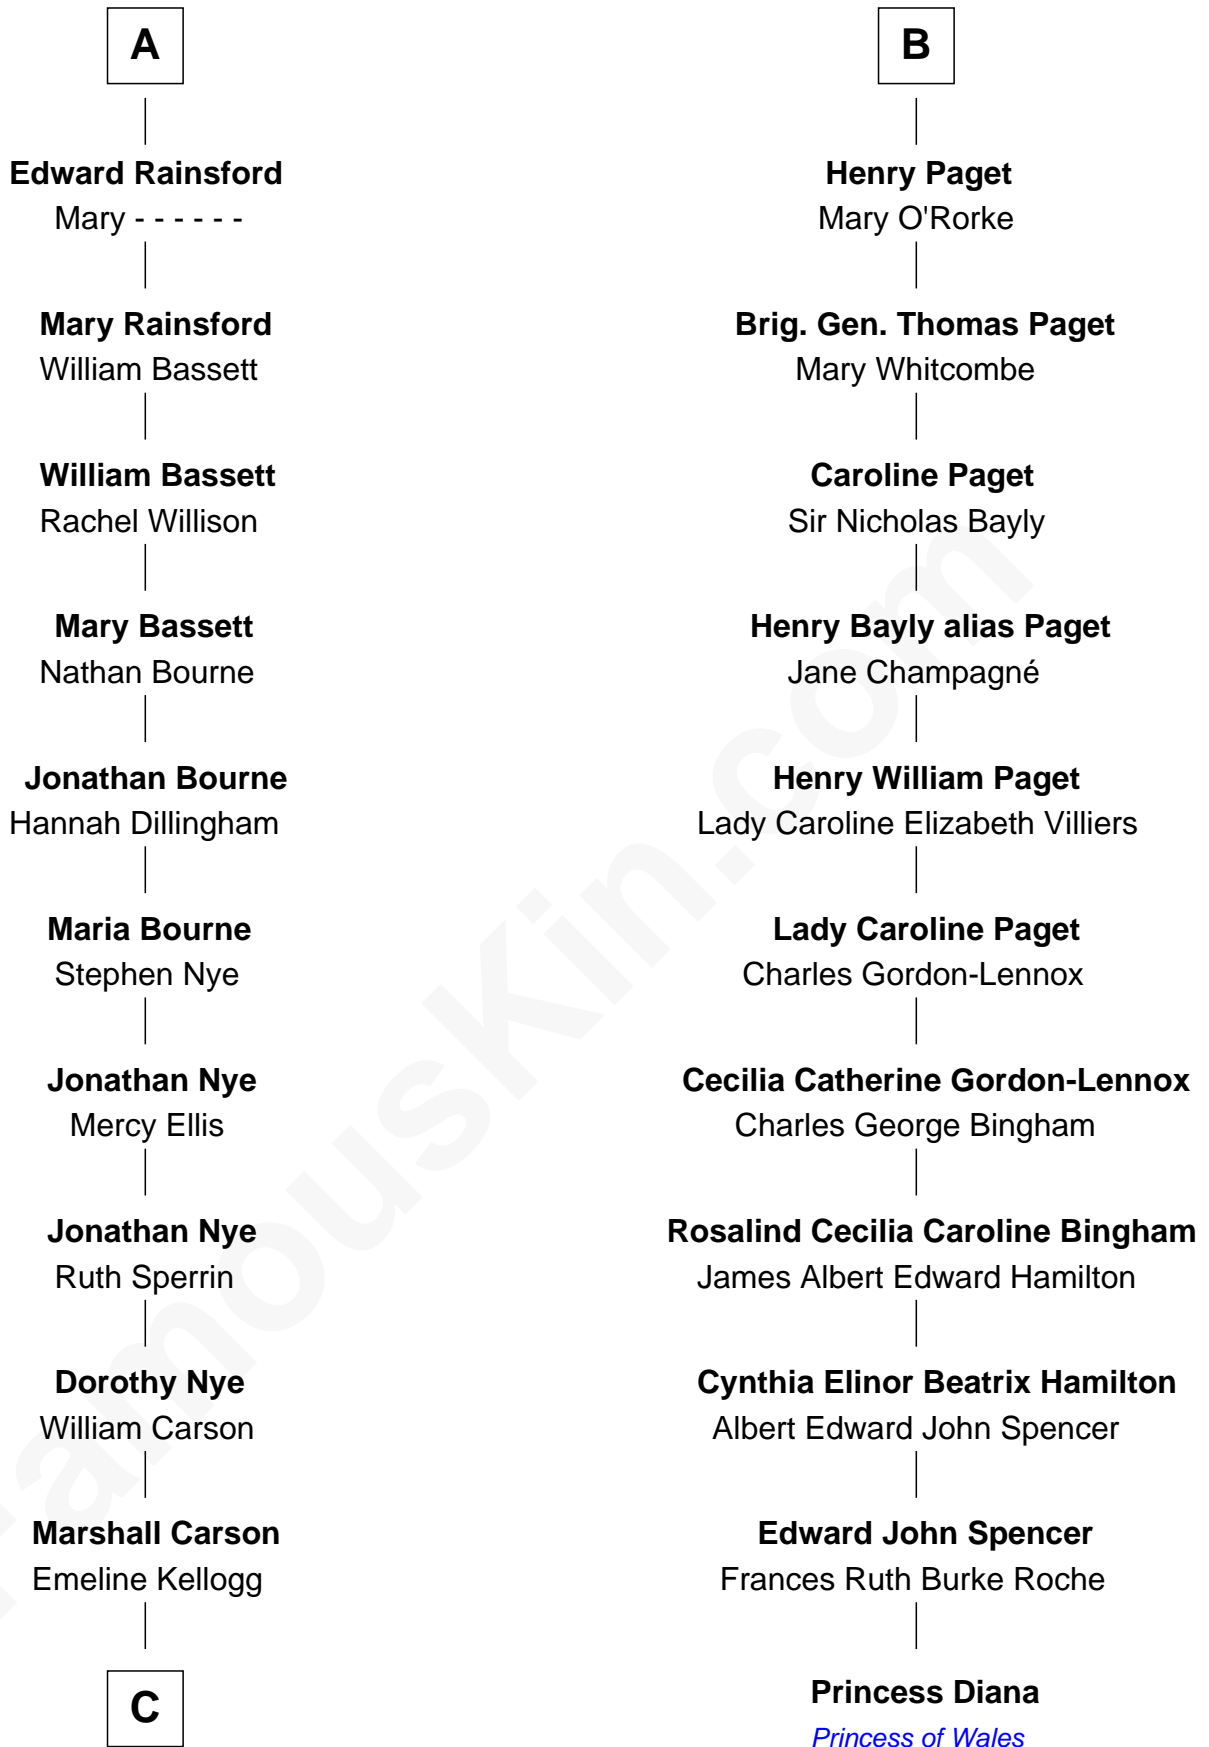 A
Edward Rainsford
Mary - - - - - -
Mary Rainsford
William Bassett
William Bassett
Rachel Willison
Mary Bassett
Nathan Bourne
Jonathan Bourne
Hannah Dillingham
Maria Bourne
Stephen Nye
Jonathan Nye
Mercy Ellis
Jonathan Nye
Ruth Sperrin
Dorothy Nye
William Carson
Marshall Carson
Emeline Kellogg
C
B
Henry Paget
Mary O'Rorke
Brig. Gen. Thomas Paget
Mary Whitcombe
Caroline Paget
Sir Nicholas Bayly
Henry Bayly alias Paget
Jane Champagné
Henry William Paget
Lady Caroline Elizabeth Villiers
Lady Caroline Paget
Charles Gordon-Lennox
Cecilia Catherine Gordon-Lennox
Charles George Bingham
Rosalind Cecilia Caroline Bingham
James Albert Edward Hamilton
Cynthia Elinor Beatrix Hamilton
Albert Edward John Spencer
Edward John Spencer
Frances Ruth Burke Roche
Princess Diana
Princess of Wales
FamousKin.com